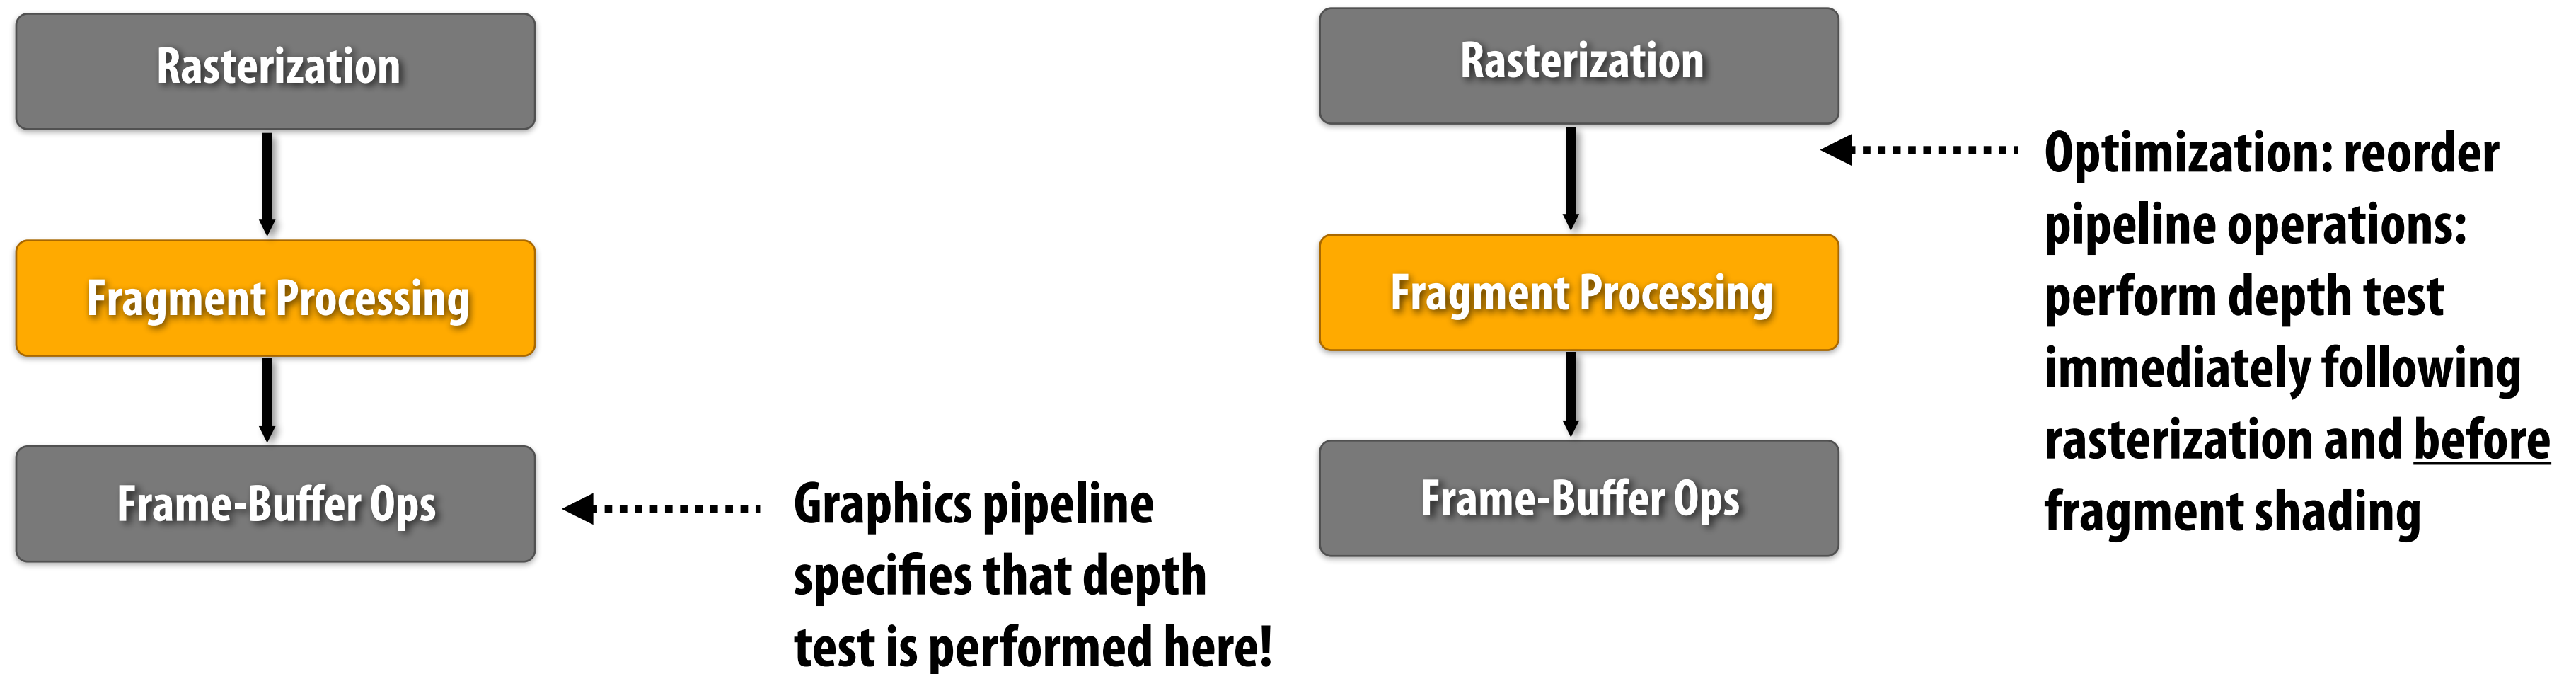 Rasterization
Fragment Processing
Frame-Buffer Ops
Graphics pipeline
specifies that depth
test is performed here!
Rasterization
Fragment Processing
Frame-Buffer Ops
Optimization: reorder
pipeline operations:
perform depth test
immediately following
rasterization and before
fragment shading